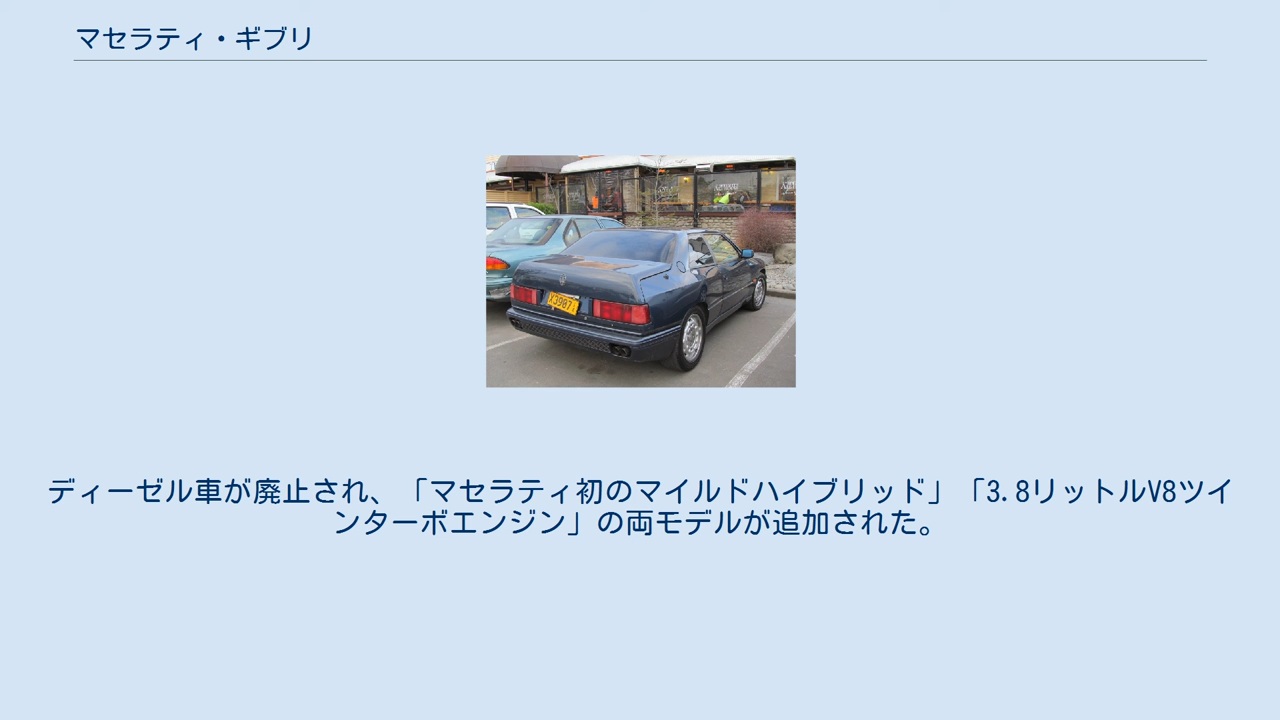 マセラティ・ギブリ
ディーゼル車が廃止され、「マセラティ初のマイルドハイブリッド」「3.8リットルV8ツイ
ンターボエンジン」の両モデルが追加された。